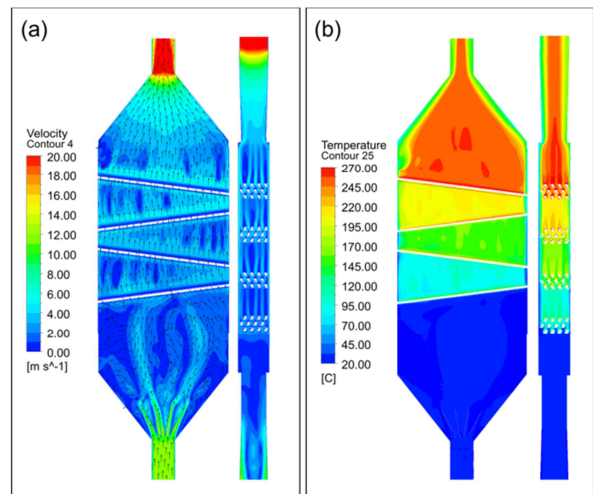 (a)
Velocity
Contour 4
20.00
18.00
16.00
14.00
12.00
10.00
8.00
6.00
4.00
2.00
0.00
[m s^-1]
(b)
Temperature
Contour 25
270.00
245.00
220.00
195.00
170.00
145.00
120.00
95.00
70.00
45.00
20.00
[C]